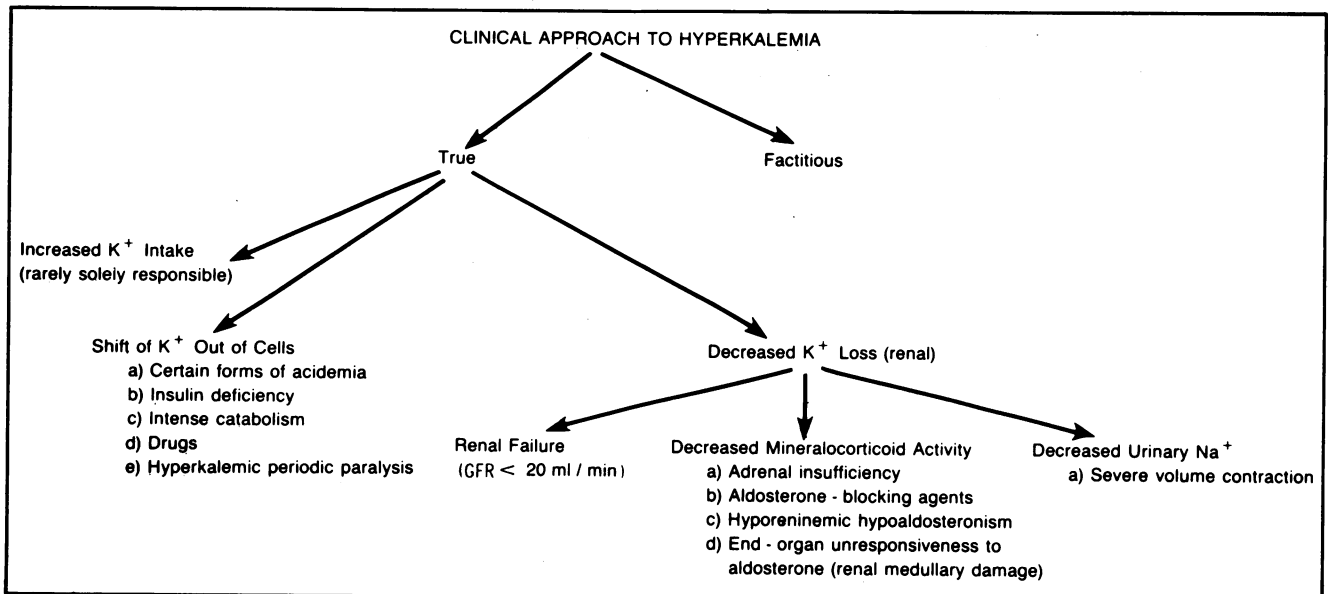 CLINICAL APPROACH TO HYPERKALEMIA
True
Factitious
Increased K+ Intake
(rarely solely responsible)
Shift of K+ Out of Cells
a) Certain forms of acidemia
b) Insulin deficiency
c) Intense catabolism
d) Drugs
e) Hyperkalemic periodic paralysis
Decreased K+ Loss (renal)
Renal Failure
(GFR < 20 ml / min)
Decreased Mineralocorticoid Activity
a) Adrenal insufficiency
b) Aldosterone - blocking agents
c) Hyporeninemic hypoaldosteronism
d) End - organ unresponsiveness to
aldosterone (renal medullary damage)
Decreased Urinary Na+
a) Severe volume contraction